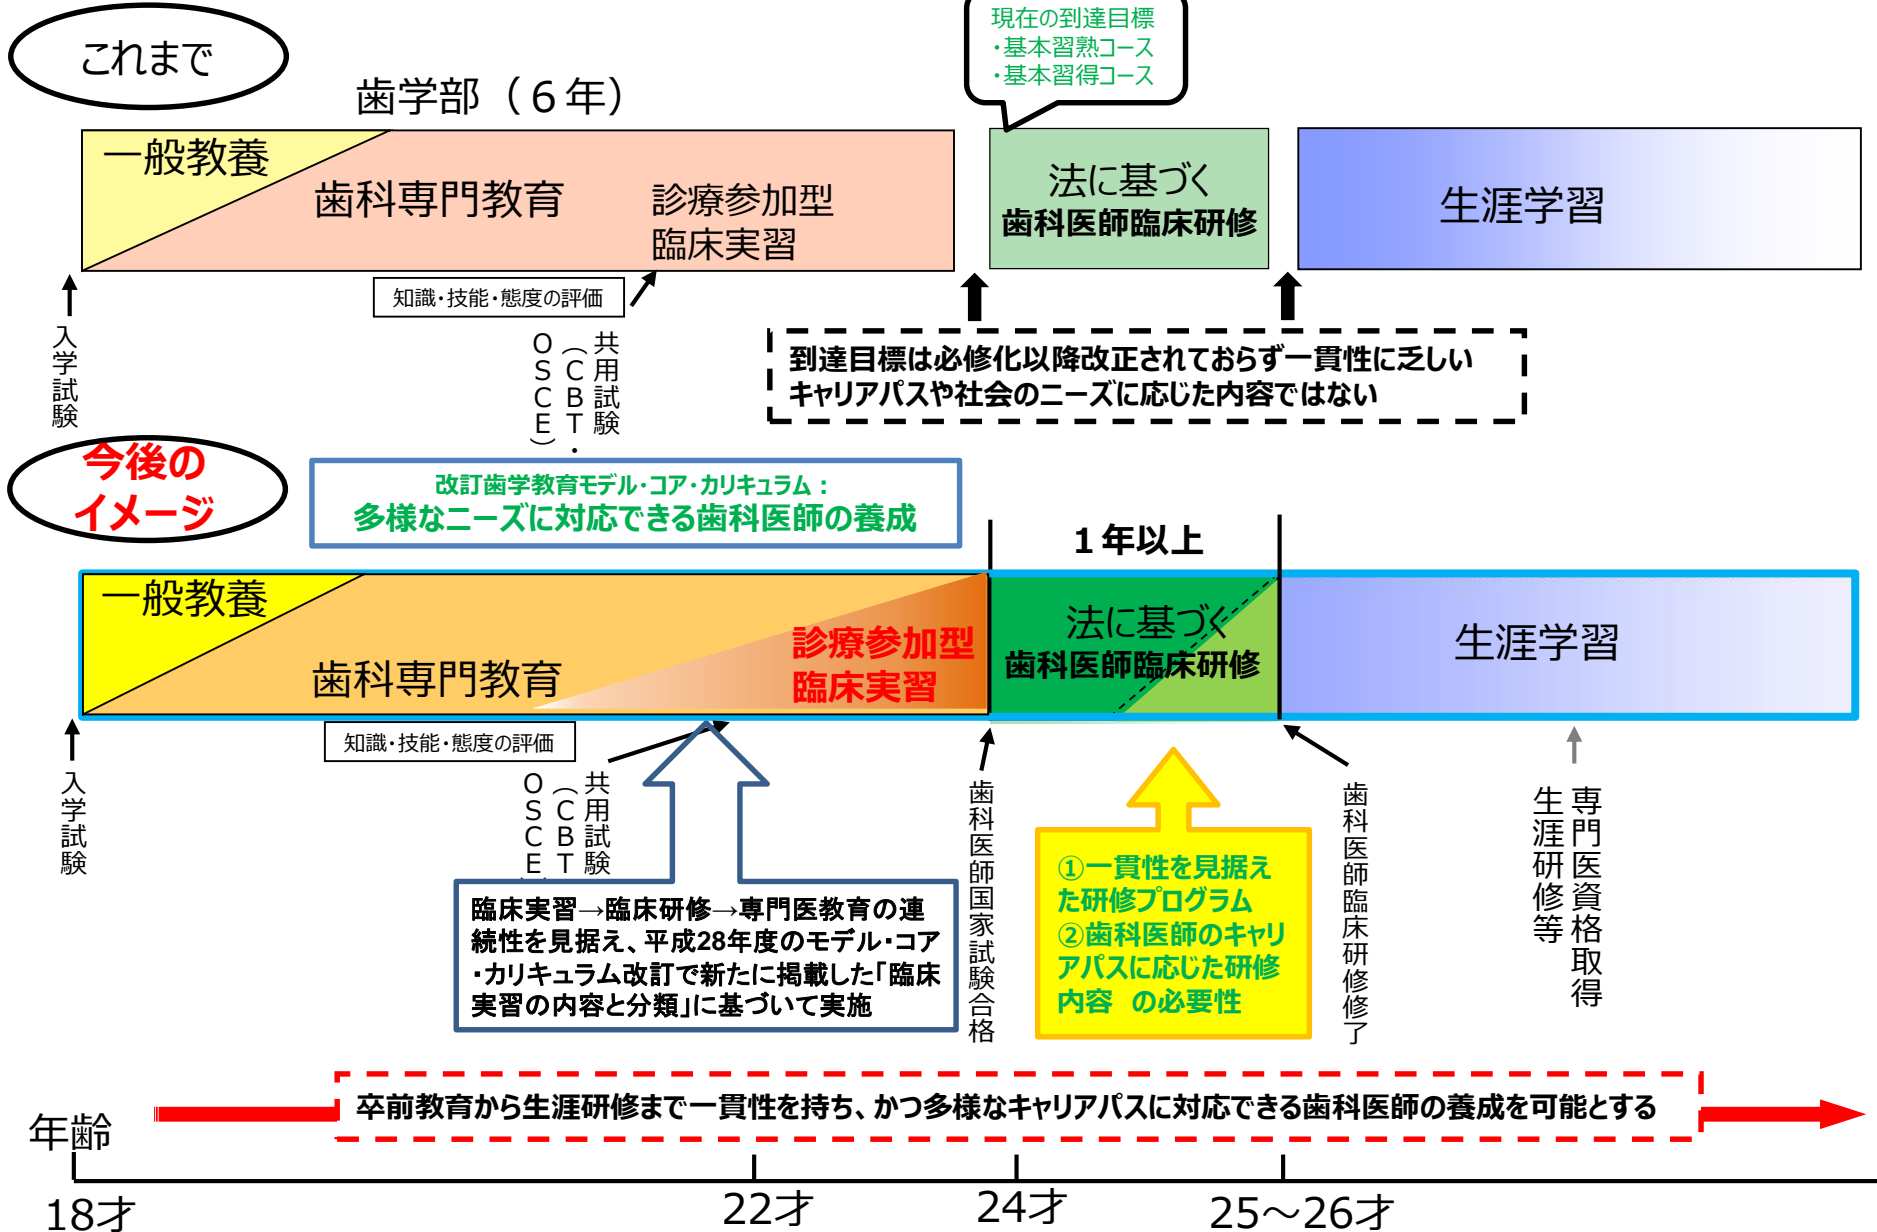 これまで
現在の到達目標
・基本習熟コース
・基本習得コース
歯学部（６年）
一般教養
歯科専門教育
診療参加型
臨床実習
法に基づく
歯科医師臨床研修
生涯学習
知識・技能・態度の評価
入学試験
共用試験
（ＣＢＴ・
ＯＳＣＥ）
到達目標は必修化以降改正されておらず一貫性に乏しい
キャリアパスや社会のニーズに応じた内容ではない
今後の
イメージ
改訂歯学教育モデル・コア・カリキュラム：
多様なニーズに対応できる歯科医師の養成
１年以上
一般教養
歯科専門教育
診療参加型
臨床実習
法に基づく
歯科医師臨床研修
生涯学習
知識・技能・態度の評価
入学試験
共用試験
（ＣＢＴ
ＯＳＣＥ
臨床実習→臨床研修→専門医教育の連
続性を見据え、平成28年度のモデル・コア
・カリキュラム改訂で新たに掲載した「臨床
実習の内容と分類」に基づいて実施
歯科医師国家試験合格
①一貫性を見据え
た研修プログラム
②歯科医師のキャリ
アパスに応じた研修
内容　の必要性
歯科医師臨床研修修了
専門医資格取得
生涯研修等
卒前教育から生涯研修まで一貫性を持ち、かつ多様なキャリアパスに対応できる歯科医師の養成を可能とする
年齢
18才
22才
24才
25～26才